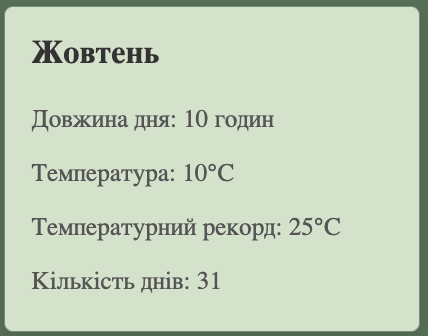 Жовтень
Довжина дня: 10 годин
Температура: 10°C
Температурний рекорд: 25°C
Кількість днів: 31